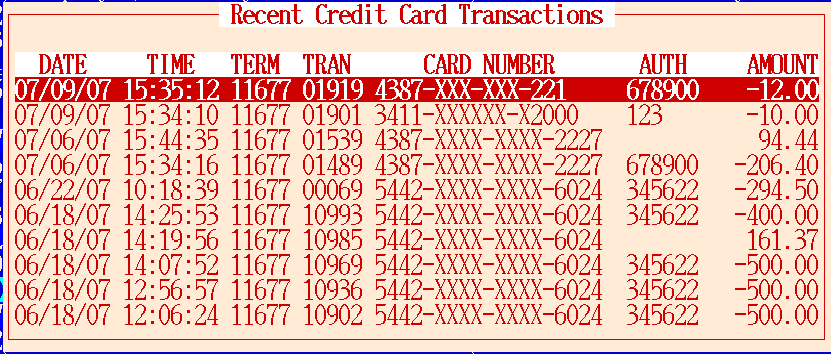 Recent Credit Card Transactions
DATE TIME TERM TRAN CARD NUMBER AUTH AMOUNT
07/09/07 15:35:12 11677 01919 4387-XXX-XXX-221 678900 -12.00
07/09/07 15:34:10 11677 01901 3411-XXXXXX-X2000 123 -10.00
07/06/07 15:44:35 11677 01539 4387-XXXX-XXXX-2227 94.44
07/06/07 15:34:16 11677 01489 4387-XXXX-XXXX-2227 678900 -206.40
06/22/07 10:18:39 11677 00069 5442-XXXX-XXXX-6024 345622 -294.50
06/18/07 14:25:53 11677 10993 5442-XXXX-XXXX-6024 345622 -400.00
06/18/07 14:19:56 11677 10985 5442-XXXX-XXXX-6024 161.37
06/18/07 14:07:52 11677 10969 5442-XXXX-XXXX-6024 345622 -500.00
06/18/07 12:56:57 11677 10936 5442-XXXX-XXXX-6024 345622 -500.00
06/18/07 12:06:24 11677 10902 5442-XXXX-XXXX-6024 345622 -500.00